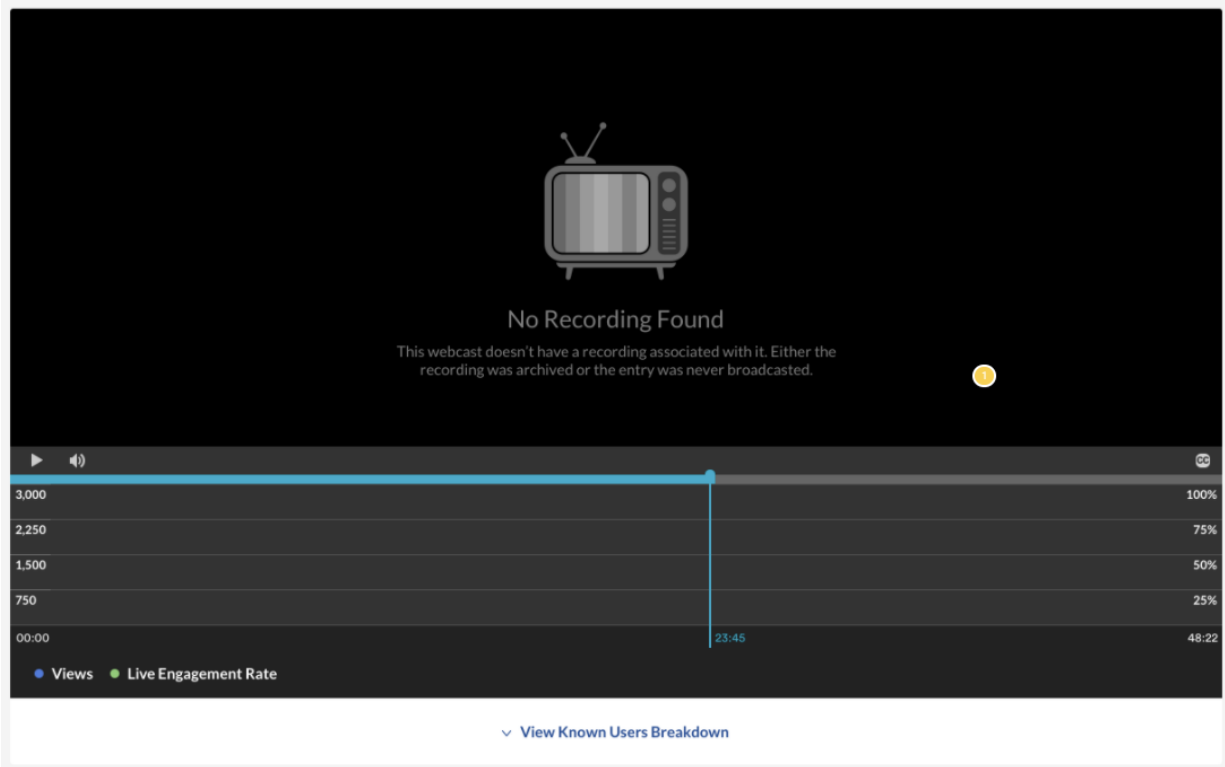 No Recording Found
This webcast doesn't have a recording associated with it. Either the
recording was archived or the entry was never broadcasted.
1
CC
3,000 100%
2,250 75%
1,500 50%
750 25%
00:00 23:45 48:22
Views Live Engagement Rate
View Known Users Breakdown